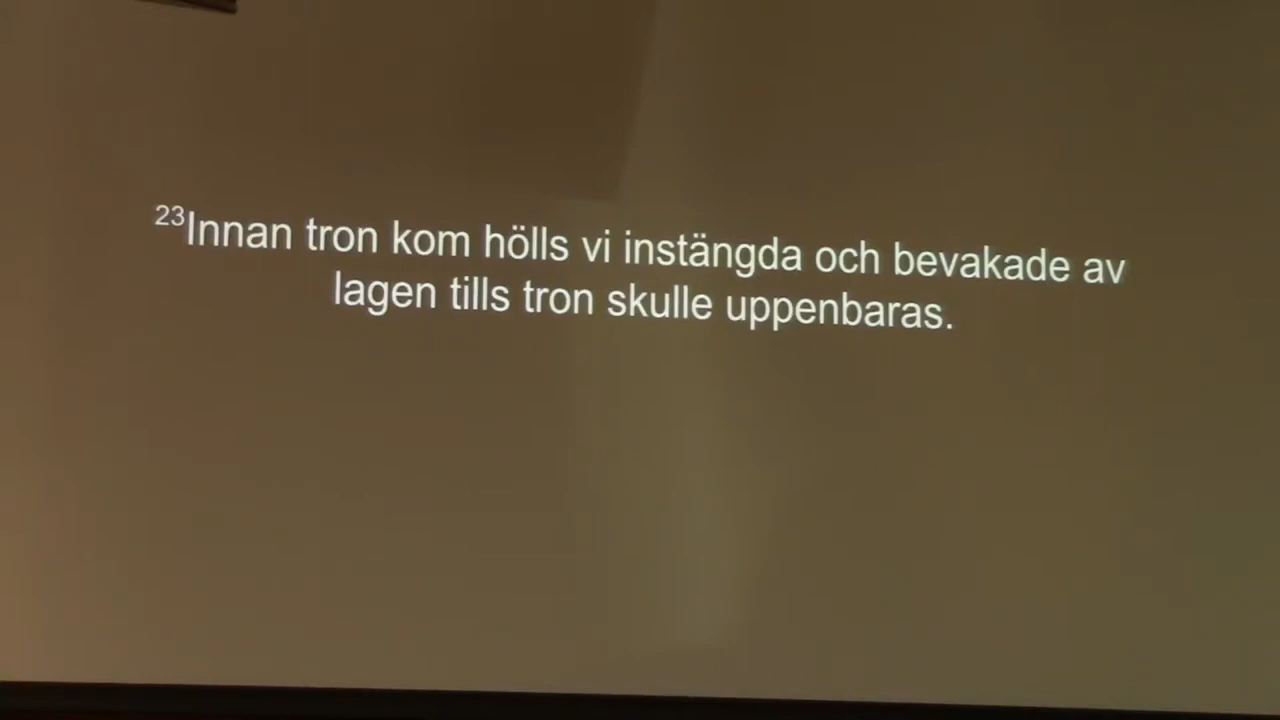 ²³Innan tron kom hölls vi instängda och bevakade av
lagen tills tron skulle uppenbaras.